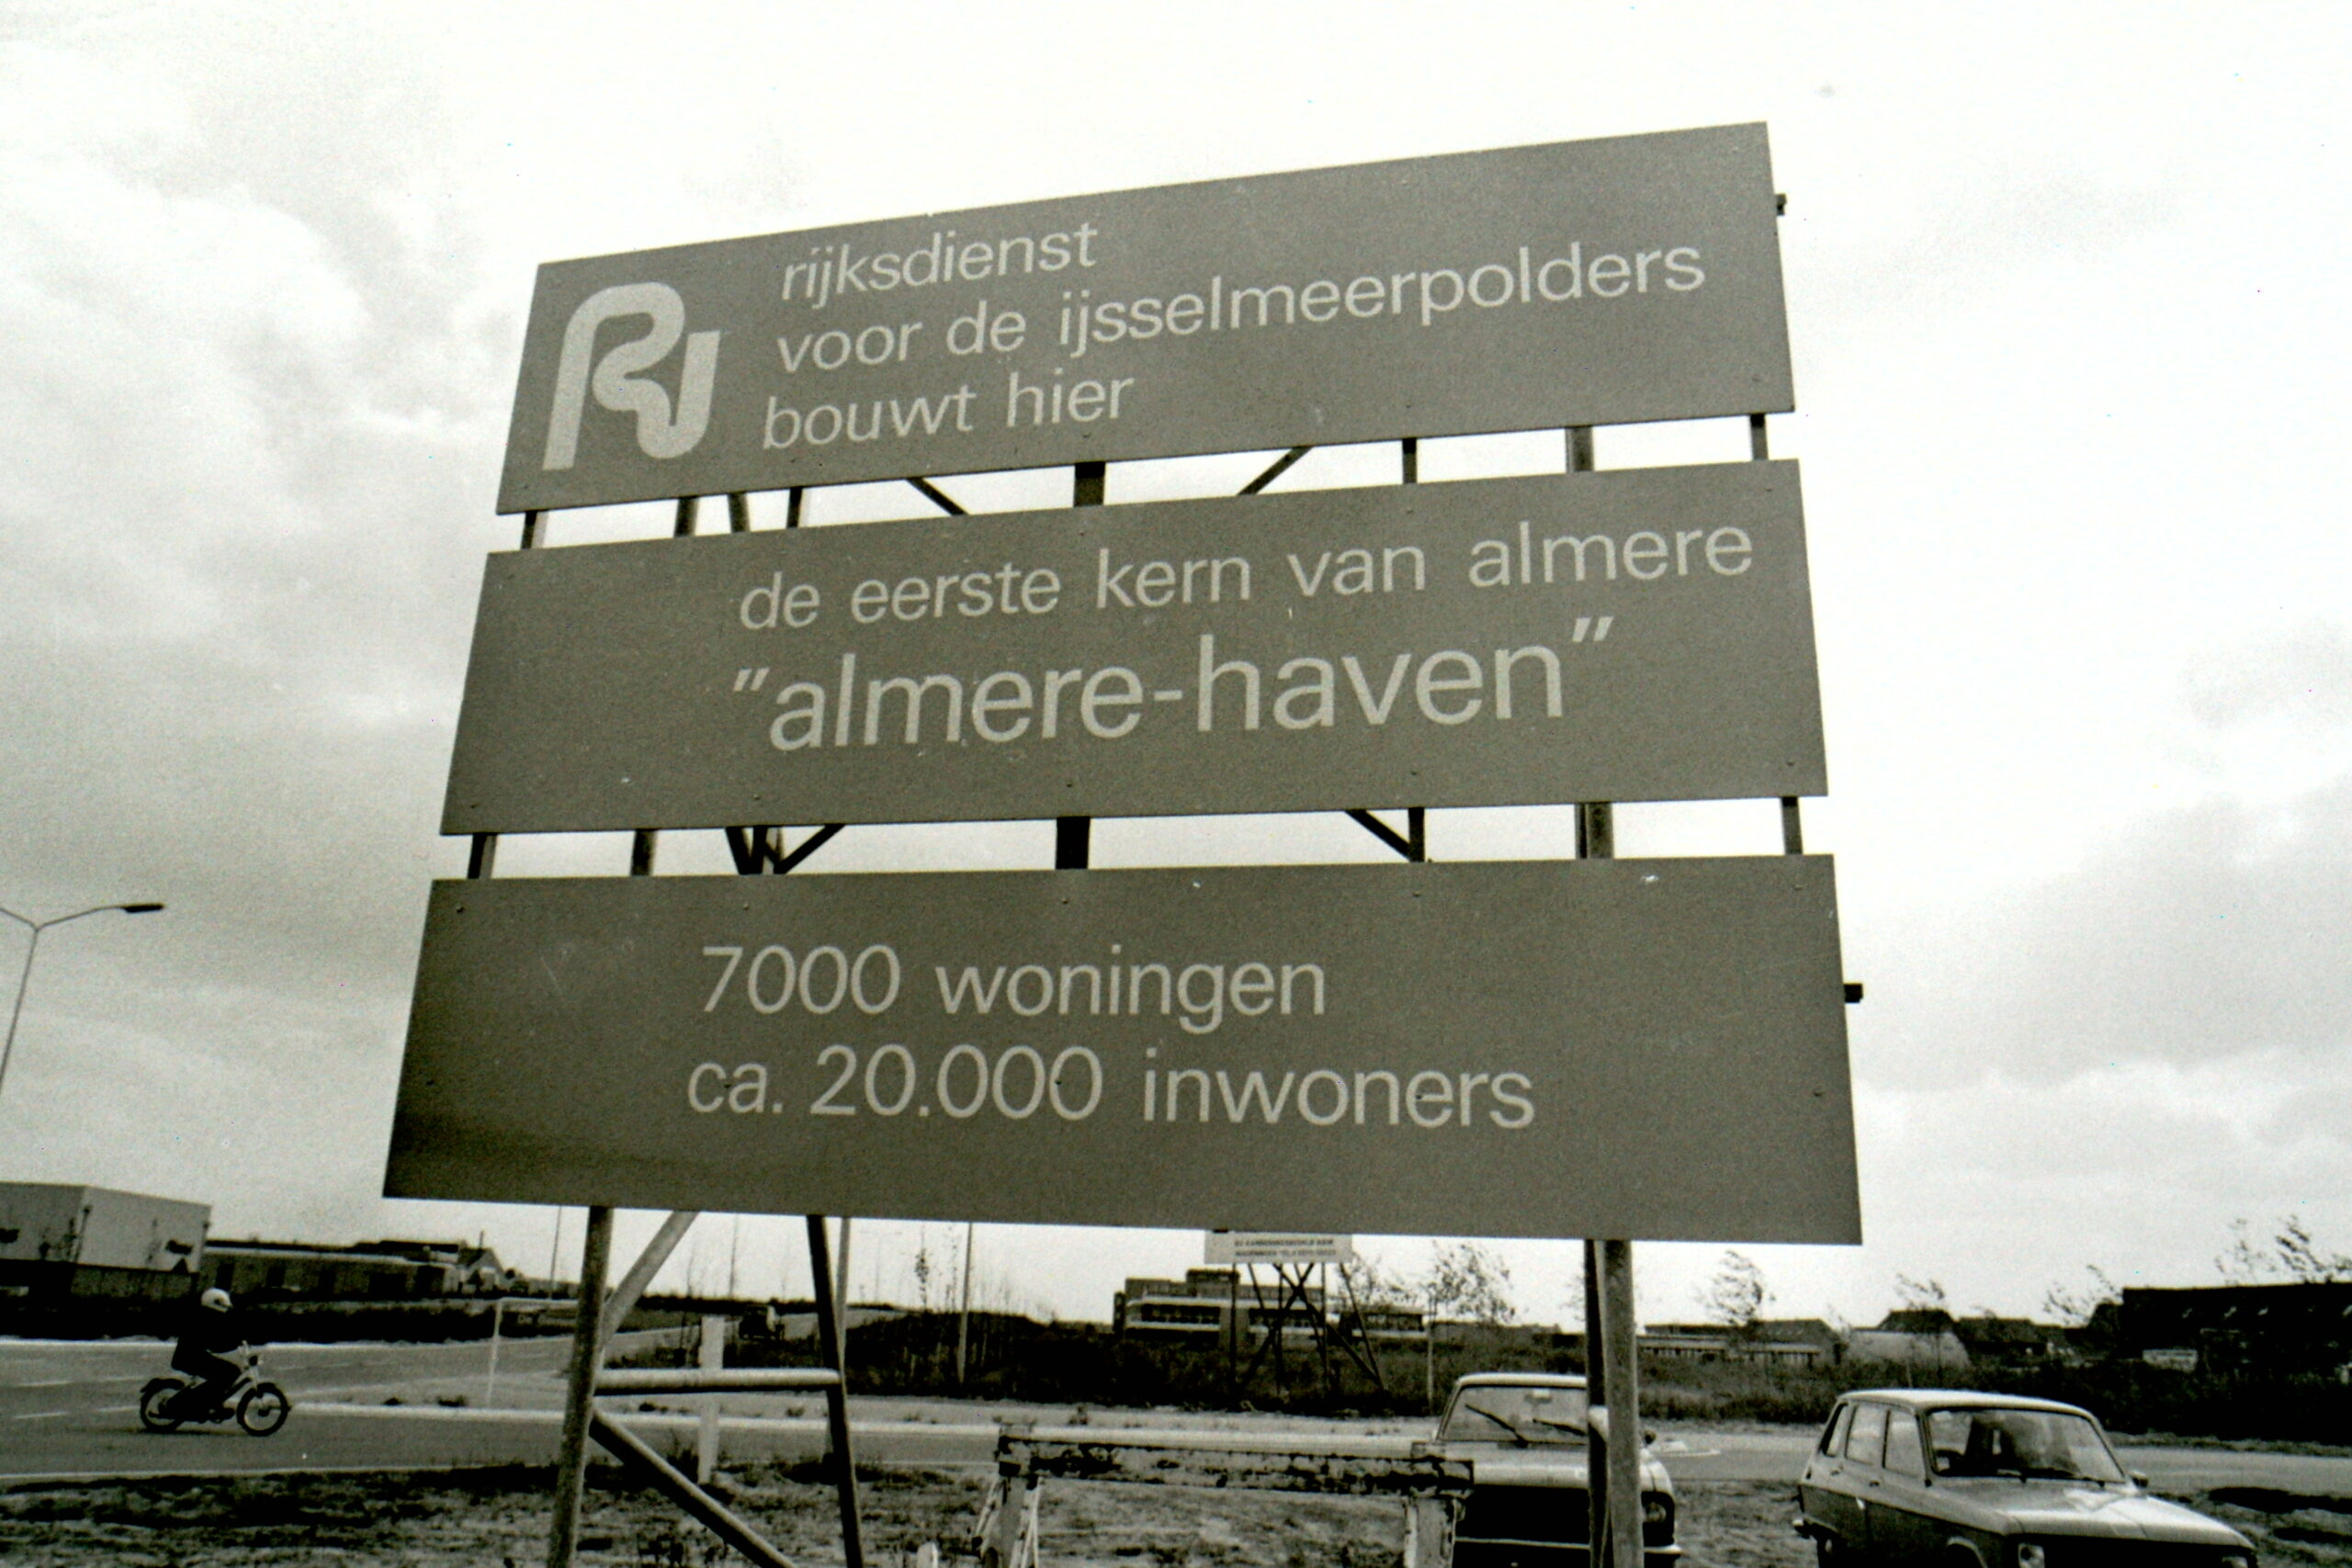 rijksdienst
voor de ijsselmeerpolders
bouwt hier
de eerste kern van almere
"almere-haven"
7000 woningen
ca. 20.000 inwoners